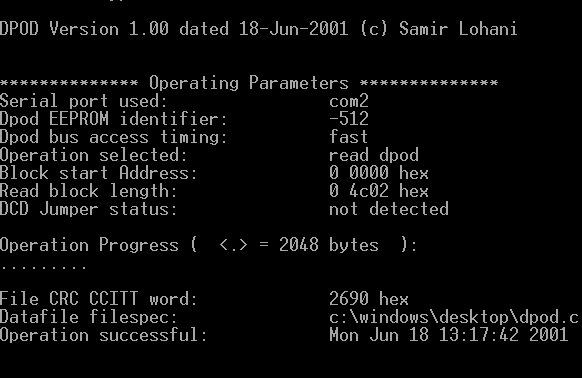 DPOD Version 1.00 dated 18-Jun-2001 (c) Samir Lohani
************** Operating Parameters **************
Serial port used: com2
Dpod EEPROM identifier: -512
Dpod bus access timing: fast
Operation selected: read dpod
Block start Address: 0 0000 hex
Read block length: 0 4c02 hex
DCD Jumper status: not detected
Operation Progress ( <.> = 2048 bytes ):
.........
File CRC CCITT word: 2690 hex
Datafile filespec: c:\windows\desktop\dpod.c
Operation successful: Mon Jun 18 13:17:42 2001